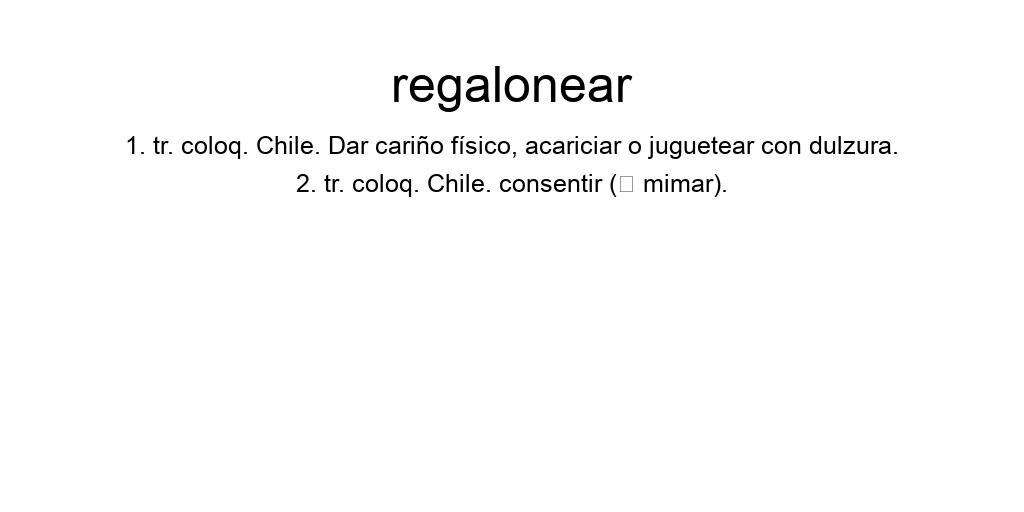 regalonear
1. tr. coloq. Chile. Dar cariño físico, acariciar o juguetear con dulzura.
2. tr. coloq. Chile. consentir (□ mimar).